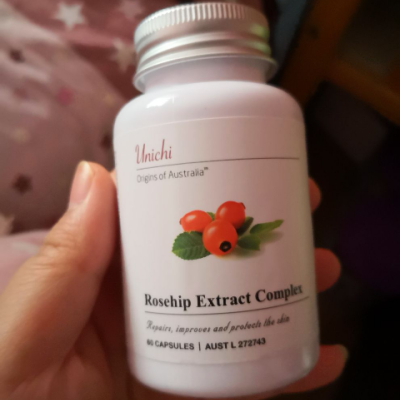 Unichi
Origins of Australia™
Rosehip Extract Complex
Repairs, improves and protects the skin
60 CAPSULES | AUST L 272743